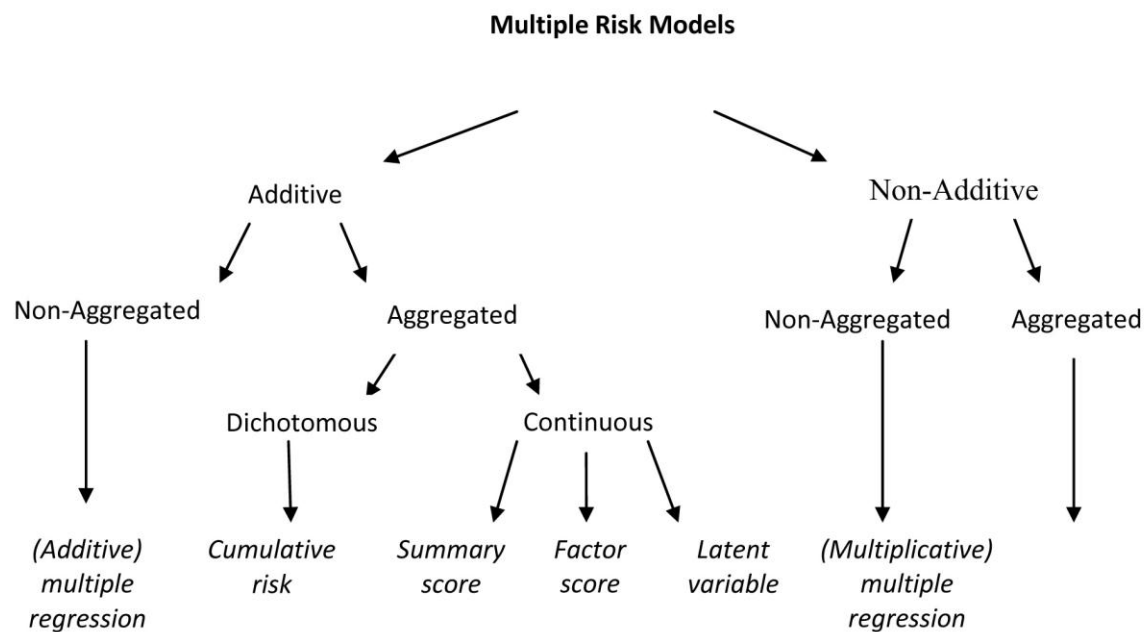 Multiple Risk Models
Additive
Non-Additive
Non-Aggregated
Aggregated
Non-Aggregated
Aggregated
Dichotomous
Continuous
(Additive)
multiple
regression
Cumulative
risk
Summary
score
Factor
score
Latent
variable
(Multiplicative)
multiple
regression